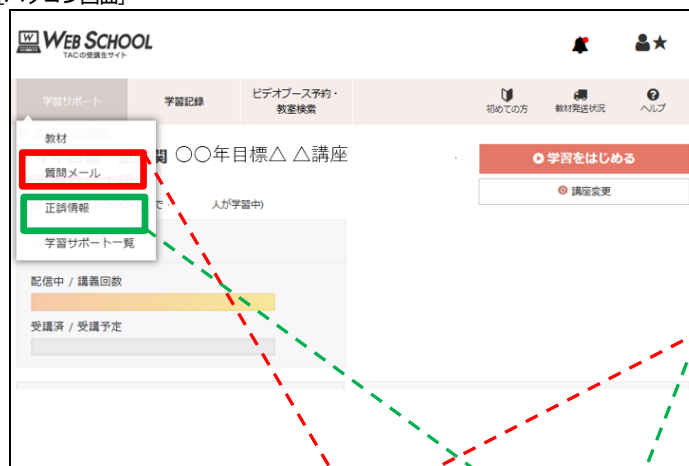 WEB SCHOOL
TACの受講生サイト
学習サポート
学習記録
ビデオブース予約・
教室検索
初めての方
教材発送状況
ヘルプ
教材
質問メール
正誤情報
学習サポート一覧
関 〇〇年目標△ △講座
学習をはじめる
講座変更
で
人が学習中)
配信中 / 講義回数
受講済 / 受講予定